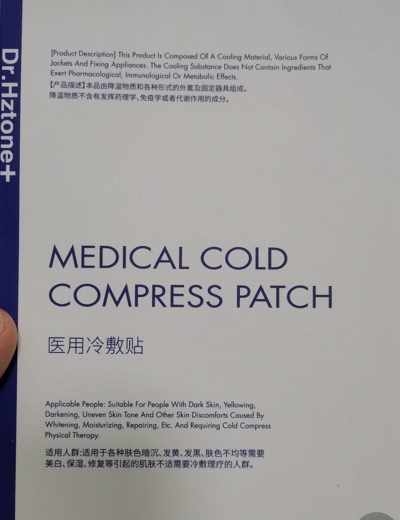 Dr.Hztone+
[Product Description] This Product Is Composed Of A Cooling Material, Various Forms Of
Jackets And Fixing Appliances. The Cooling Substance Does Not Contain Ingredients That
Exert Pharmacological, Immunological Or Metabolic Effects.
【产品描述】本品由降温物质和各种形式的外套及固定器具组成。
降温物质不含有发挥药理学、免疫学或者代谢作用的成分。
MEDICAL COLD
COMPRESS PATCH
医用冷敷贴
Applicable People: Suitable For People With Dark Skin, Yellowing,
Darkening, Uneven Skin Tone And Other Skin Discomforts Caused By
Whitening, Moisturizing, Repairing, Etc. And Requiring Cold Compress
Physical Therapy.
适用人群:适用于各种肤色暗沉、发黄、发黑、肤色不均等需要
美白、保湿、修复等引起的肌肤不适需要冷敷理疗的人群。